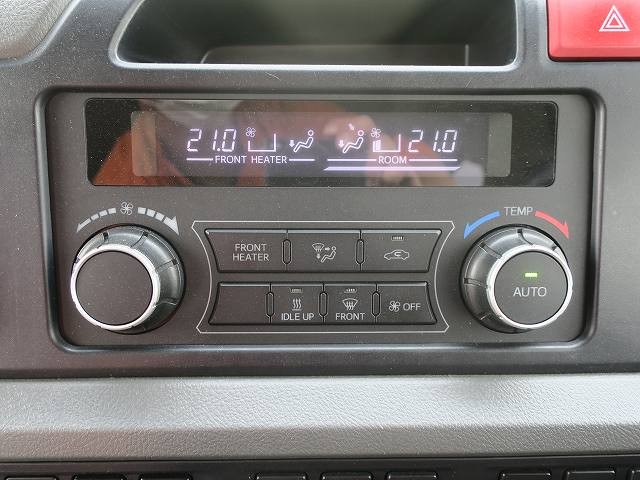 21.0 21.0
FRONT HEATER ROOM
TEMP
FRONT
HEATER
AUTO
IDLE UP FRONT OFF